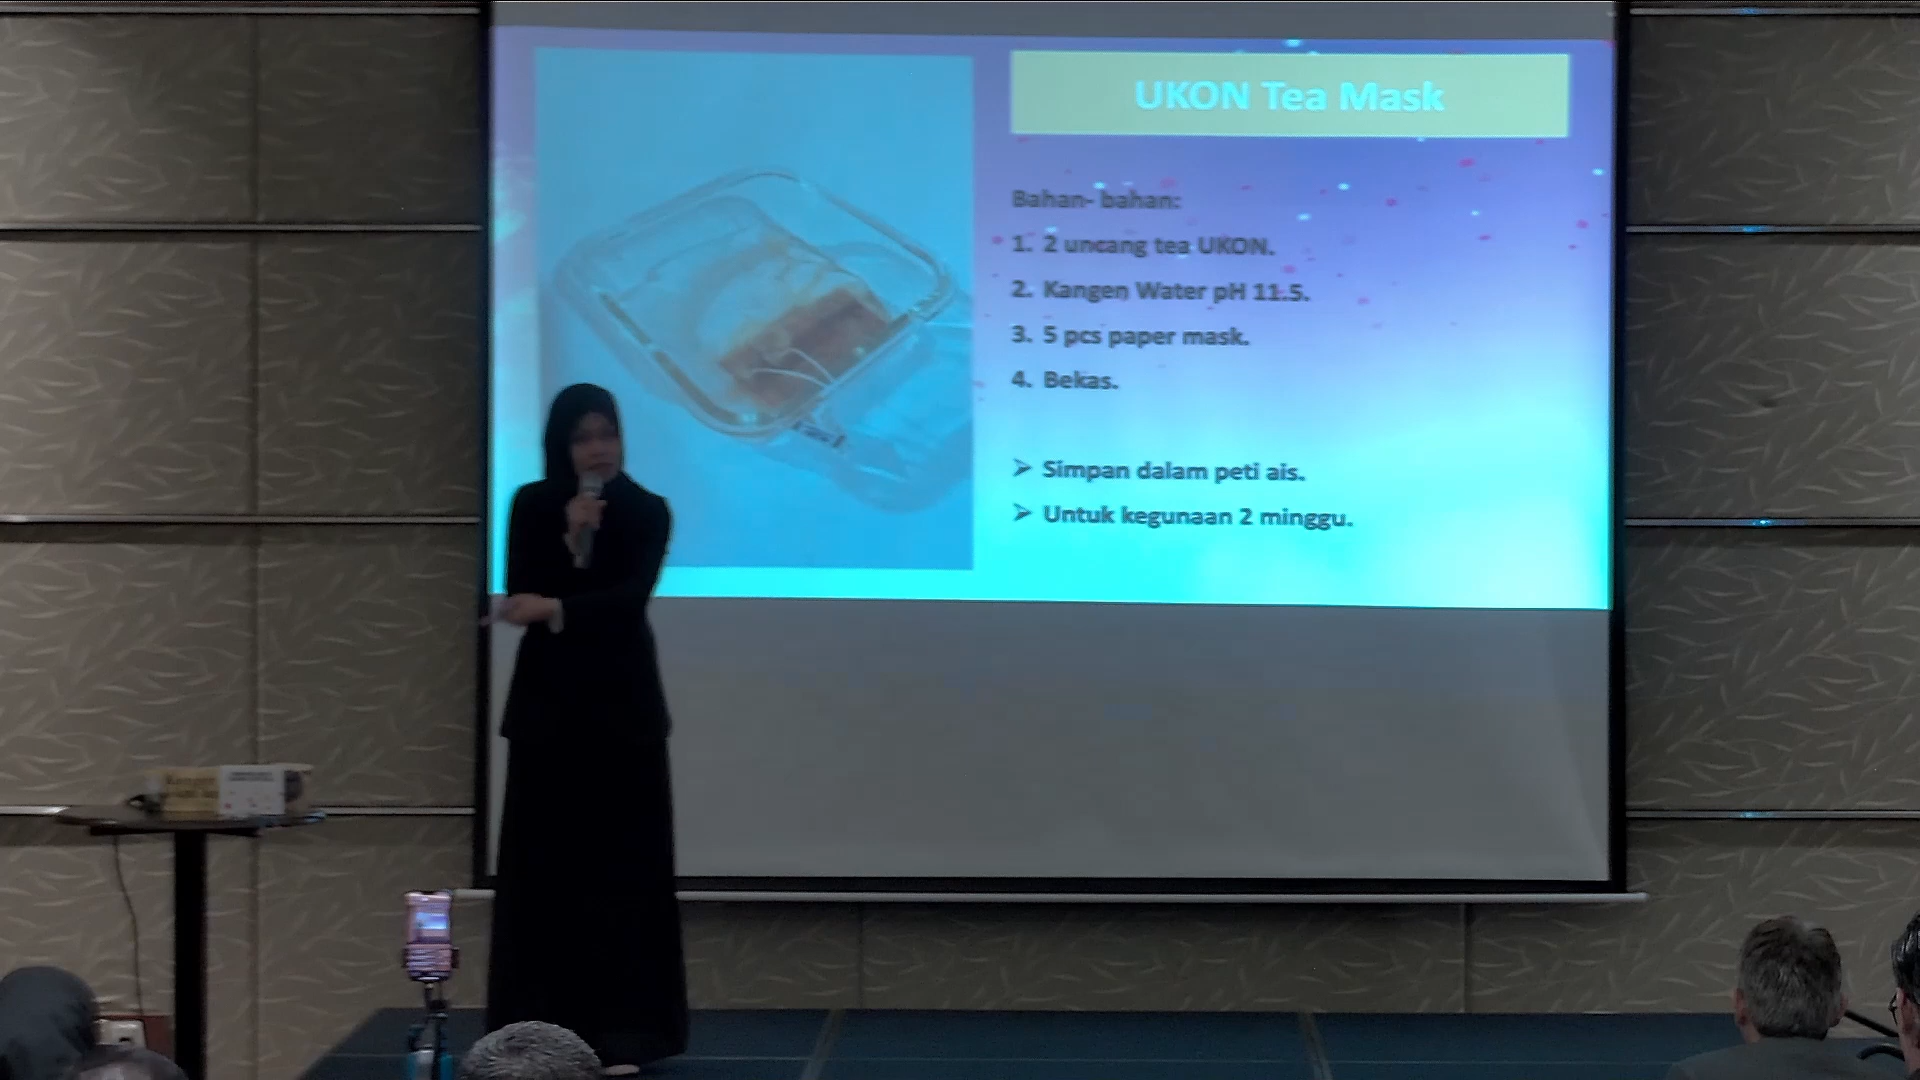 UKON Tea Mask
Bahan- bahan:
1. 2 uncang tea UKON.
2. Kangen Water pH 11.5.
3. 5 pcs paper mask.
4. Bekas.
➢ Simpan dalam peti ais.
➢ Untuk kegunaan 2 minggu.